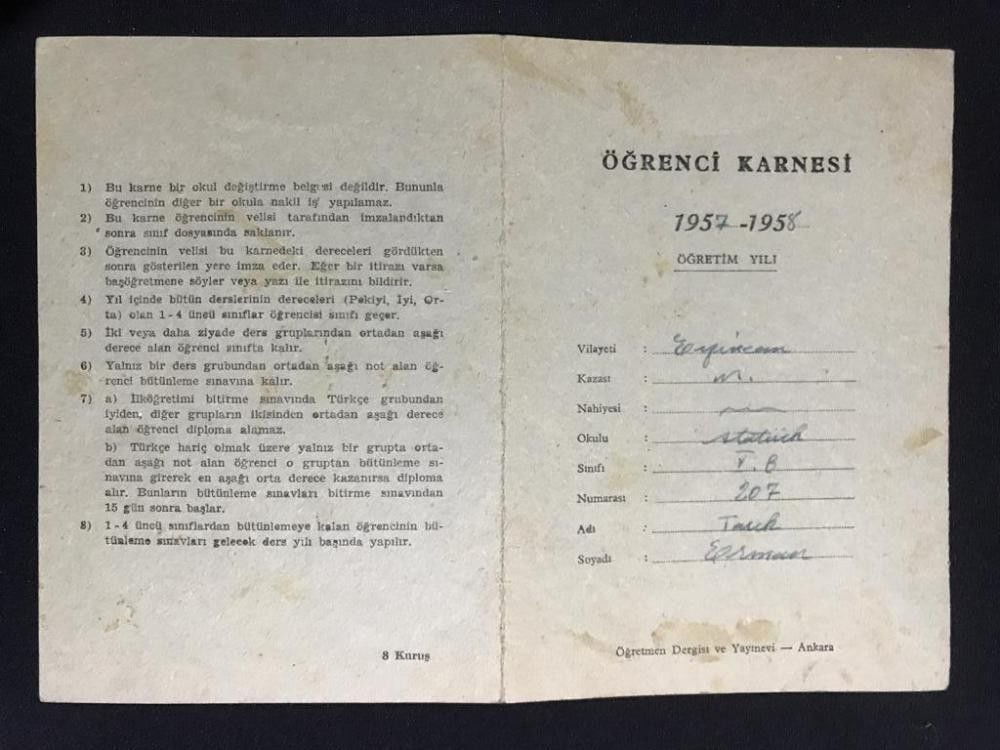 1) Bu karne bir okul değiştirme belgesi değildir. Bununla
öğrencinin diğer bir okula nakil iş' yapılamaz.
2) Bu karne öğrencinin velisi tarafından imzalandıktan
sonra sınıf dosyasında saklanır.
3) Öğrencinin velisi bu karnedeki dereceleri gördükten
sonra gösterilen yere imza eder. Eğer bir itirazı varsa
başöğretmene söyler veya yazı ile itirazını bildirir.
4) Yıl içinde bütün derslerinin dereceleri (Pekiyi, İyi, Or-
ta) olan 1-4 üncü sınıflar öğrencisi sınıfı geçer.
5) İki veya daha ziyade ders gruplarından ortadan aşağı
derece alan öğrenci sınıfta kalır.
6) Yalnız bir ders grubundan ortadan aşağı not alan öğ-
renci bütünleme sınavına kalır.
7) a) İlköğretimi bitirme sınavında Türkçe grubundan
iyiden, diğer grupların ikisinden ortadan aşağı derece
alan öğrenci diploma alamaz.
b) Türkçe hariç olmak üzere yalnız bir grupta orta-
dan aşağı not alan öğrenci o gruptan bütünleme sı-
navına girerek en aşağı orta derece kazanırsa diploma
alır. Bunların bütünleme sınavları bitirme sınavından
15 gün sonra başlar.
8) 1-4 üncü sınıflardan bütünlemeye kalan öğrencinin bü-
tünleme sınavları gelecek ders yılı başında yapılır.
8 Kuruş
ÖĞRENCİ KARNESİ
1957-1958
ÖĞRETİM YILI
Vilayeti : Erzincan
Kazası : M.
Nahiyesi :
Okulu : Atatürk
Sınıfı : V. B
Numarası : 207
Adı : Tarık
Soyadı : Erman
Öğretmen Dergisi ve Yayınevi — Ankara